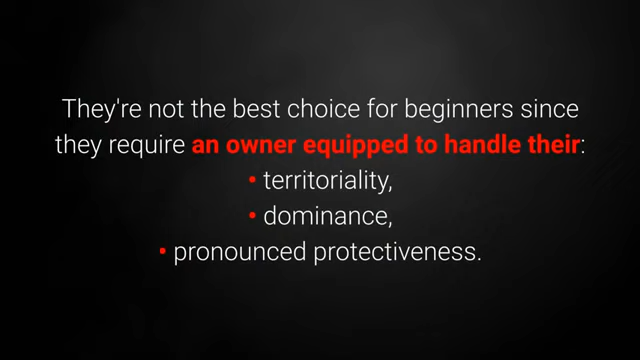 They're not the best choice for beginners since
they require an owner equipped to handle their:
• territoriality,
• dominance,
• pronounced protectiveness.